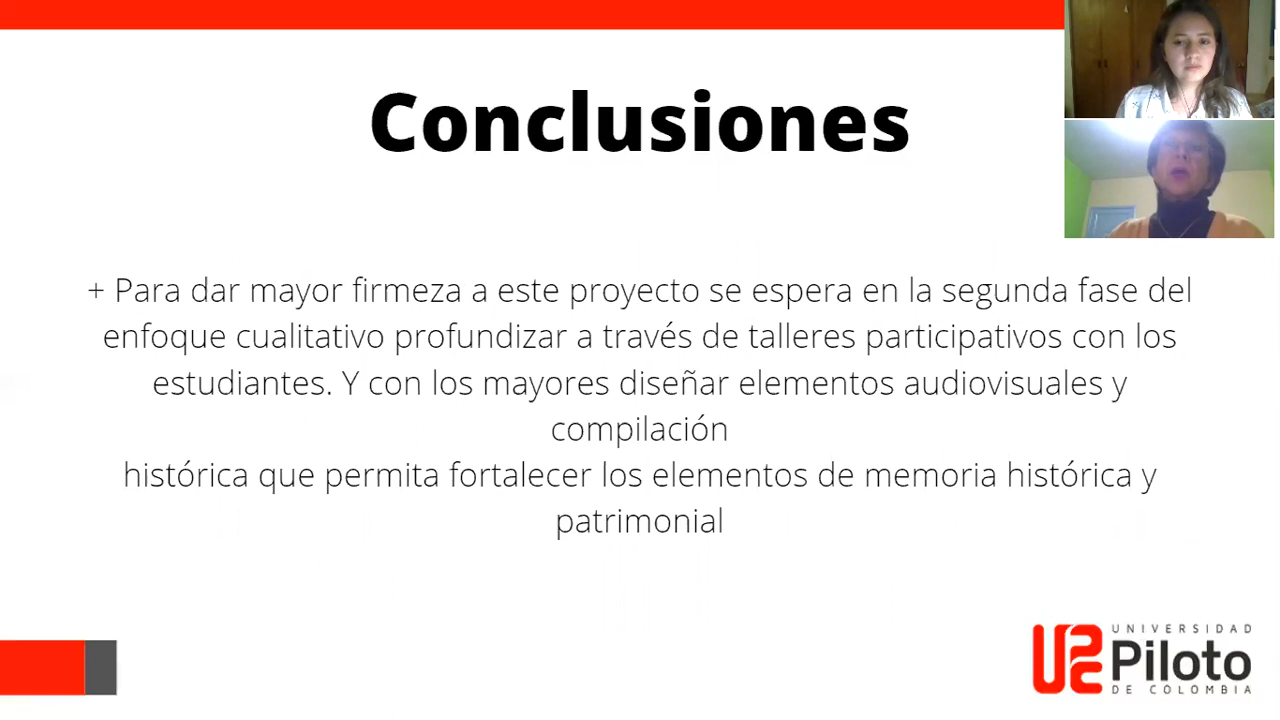 Conclusiones
+ Para dar mayor firmeza a este proyecto se espera en la segunda fase del
enfoque cualitativo profundizar a través de talleres participativos con los
estudiantes. Y con los mayores diseñar elementos audiovisuales y
compilación
histórica que permita fortalecer los elementos de memoria histórica y
patrimonial
UNIVERSIDAD
Piloto
DE COLOMBIA